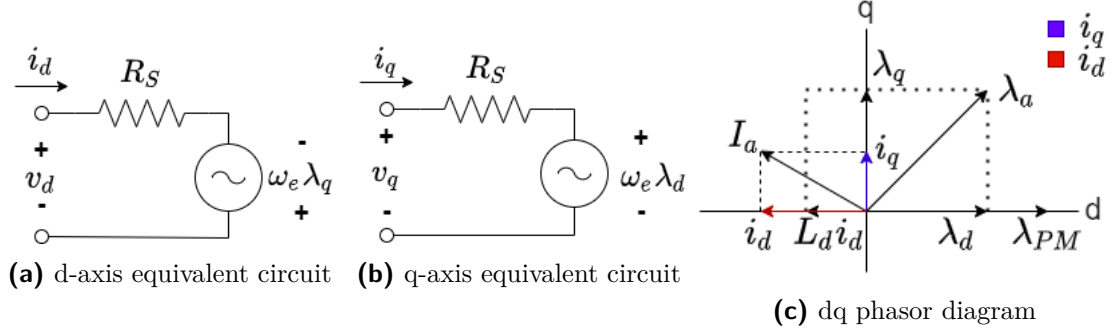 i_d
R_S
+
v_d
-
-
ω_e λ_q
+
(a) d-axis equivalent circuit
i_q
R_S
+
v_q
-
+
ω_e λ_d
-
(b) q-axis equivalent circuit
q
i_q
i_d
λ_q
λ_a
I_a
i_q
d
i_d
L_d i_d
λ_d
λ_PM
(c) dq phasor diagram